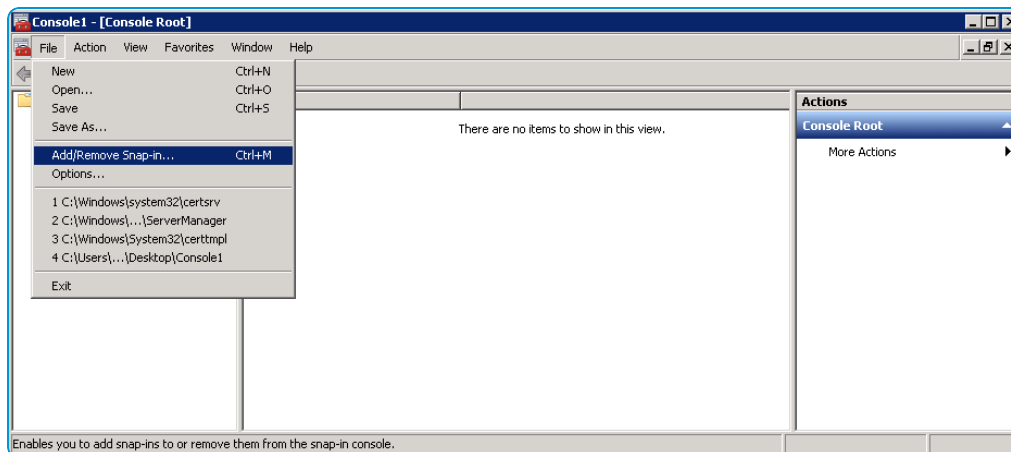 Console1 - [Console Root]
File Action View Favorites Window Help
New Ctrl+N
Open... Ctrl+O
Save Ctrl+S
Save As...
Add/Remove Snap-in... Ctrl+M
Options...
1 C:\Windows\system32\certsrv
2 C:\Windows\...\ServerManager
3 C:\Windows\System32\certtmpl
4 C:\Users\...\Desktop\Console1
Exit
There are no items to show in this view.
Actions
Console Root
More Actions
Enables you to add snap-ins to or remove them from the snap-in console.